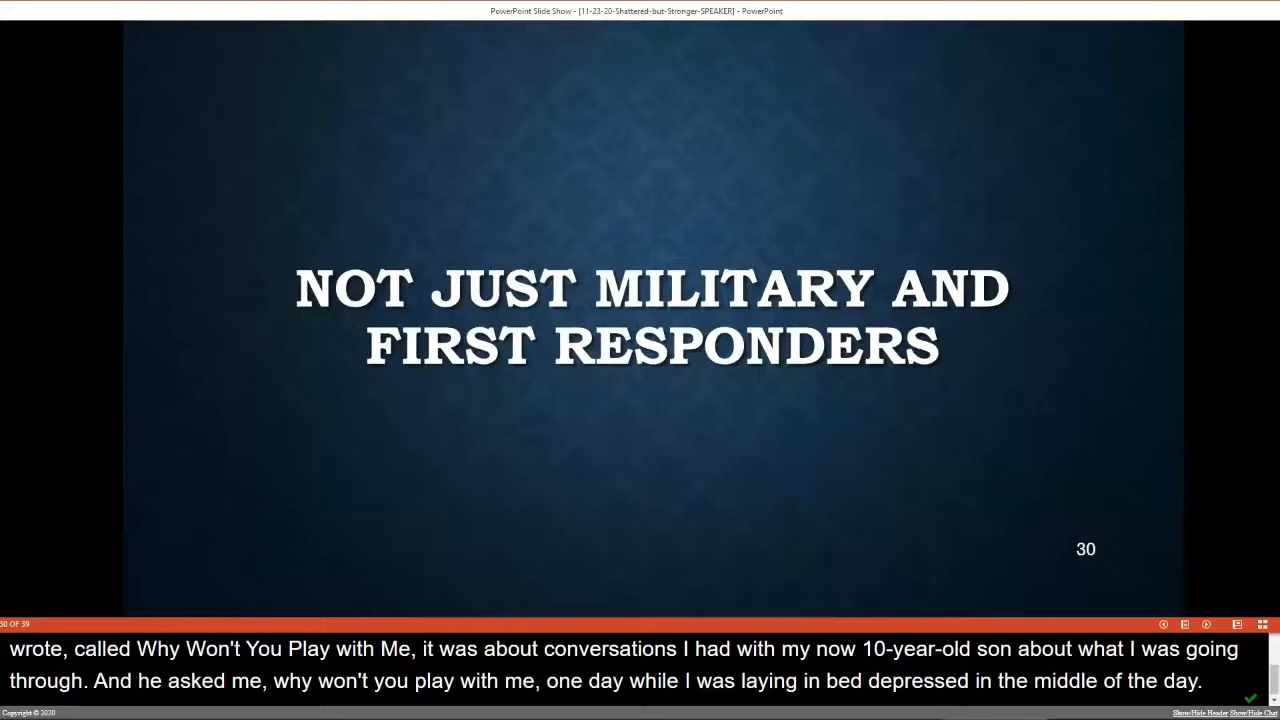 PowerPoint Slide Show - [11-23-20-Shattered-but-Stronger-SPEAKER] - PowerPoint
NOT JUST MILITARY AND
FIRST RESPONDERS
30
30 OF 39
wrote, called Why Won't You Play with Me, it was about conversations I had with my now 10-year-old son about what I was going
through. And he asked me, why won't you play with me, one day while I was laying in bed depressed in the middle of the day.
Copyright © 2020
Show/Hide Header Show/Hide Chat